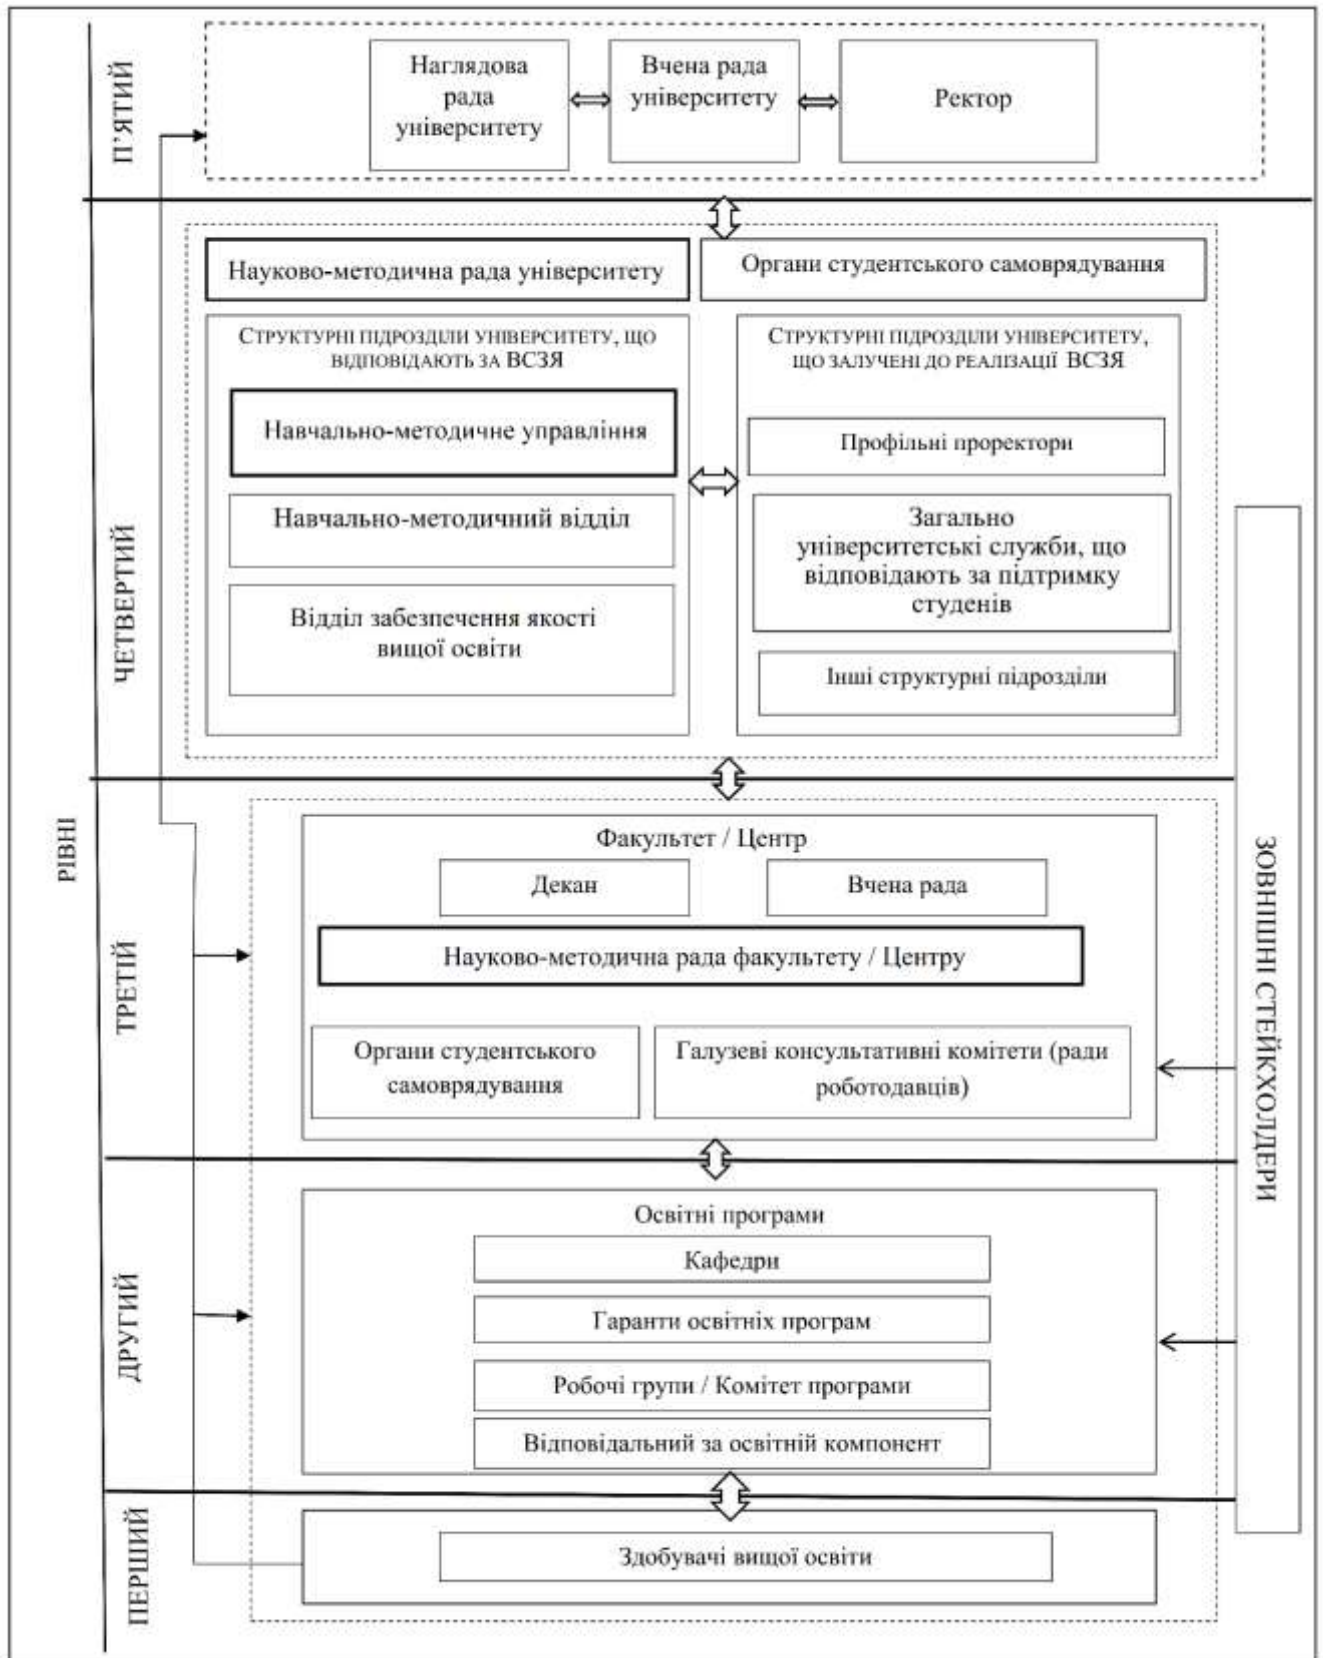 РІВНІ
П’ЯТИЙ
Наглядова
рада
університету
Вчена рада
університету
Ректор
ЧЕТВЕРТИЙ
Науково-методична рада університету
Органи студентського самоврядування
СТРУКТУРНІ ПІДРОЗДІЛИ УНІВЕРСИТЕТУ, ЩО
ВІДПОВІДАЮТЬ ЗА ВСЗЯ
Навчально-методичне управління
Навчально-методичний відділ
Відділ забезпечення якості
вищої освіти
СТРУКТУРНІ ПІДРОЗДІЛИ УНІВЕРСИТЕТУ,
ЩО ЗАЛУЧЕНІ ДО РЕАЛІЗАЦІЇ ВСЗЯ
Профільні проректори
Загально
університетські служби, що
відповідають за підтримку
студенів
Інші структурні підрозділи
ТРЕТІЙ
Факультет / Центр
Декан
Вчена рада
Науково-методична рада факультету / Центру
Органи студентського
самоврядування
Галузеві консультативні комітети (ради
роботодавців)
ДРУГИЙ
Освітні програми
Кафедри
Гаранти освітніх програм
Робочі групи / Комітет програми
Відповідальний за освітній компонент
ПЕРШИЙ
Здобувачі вищої освіти
ЗОВНІШНІ СТЕЙКХОЛДЕРИ